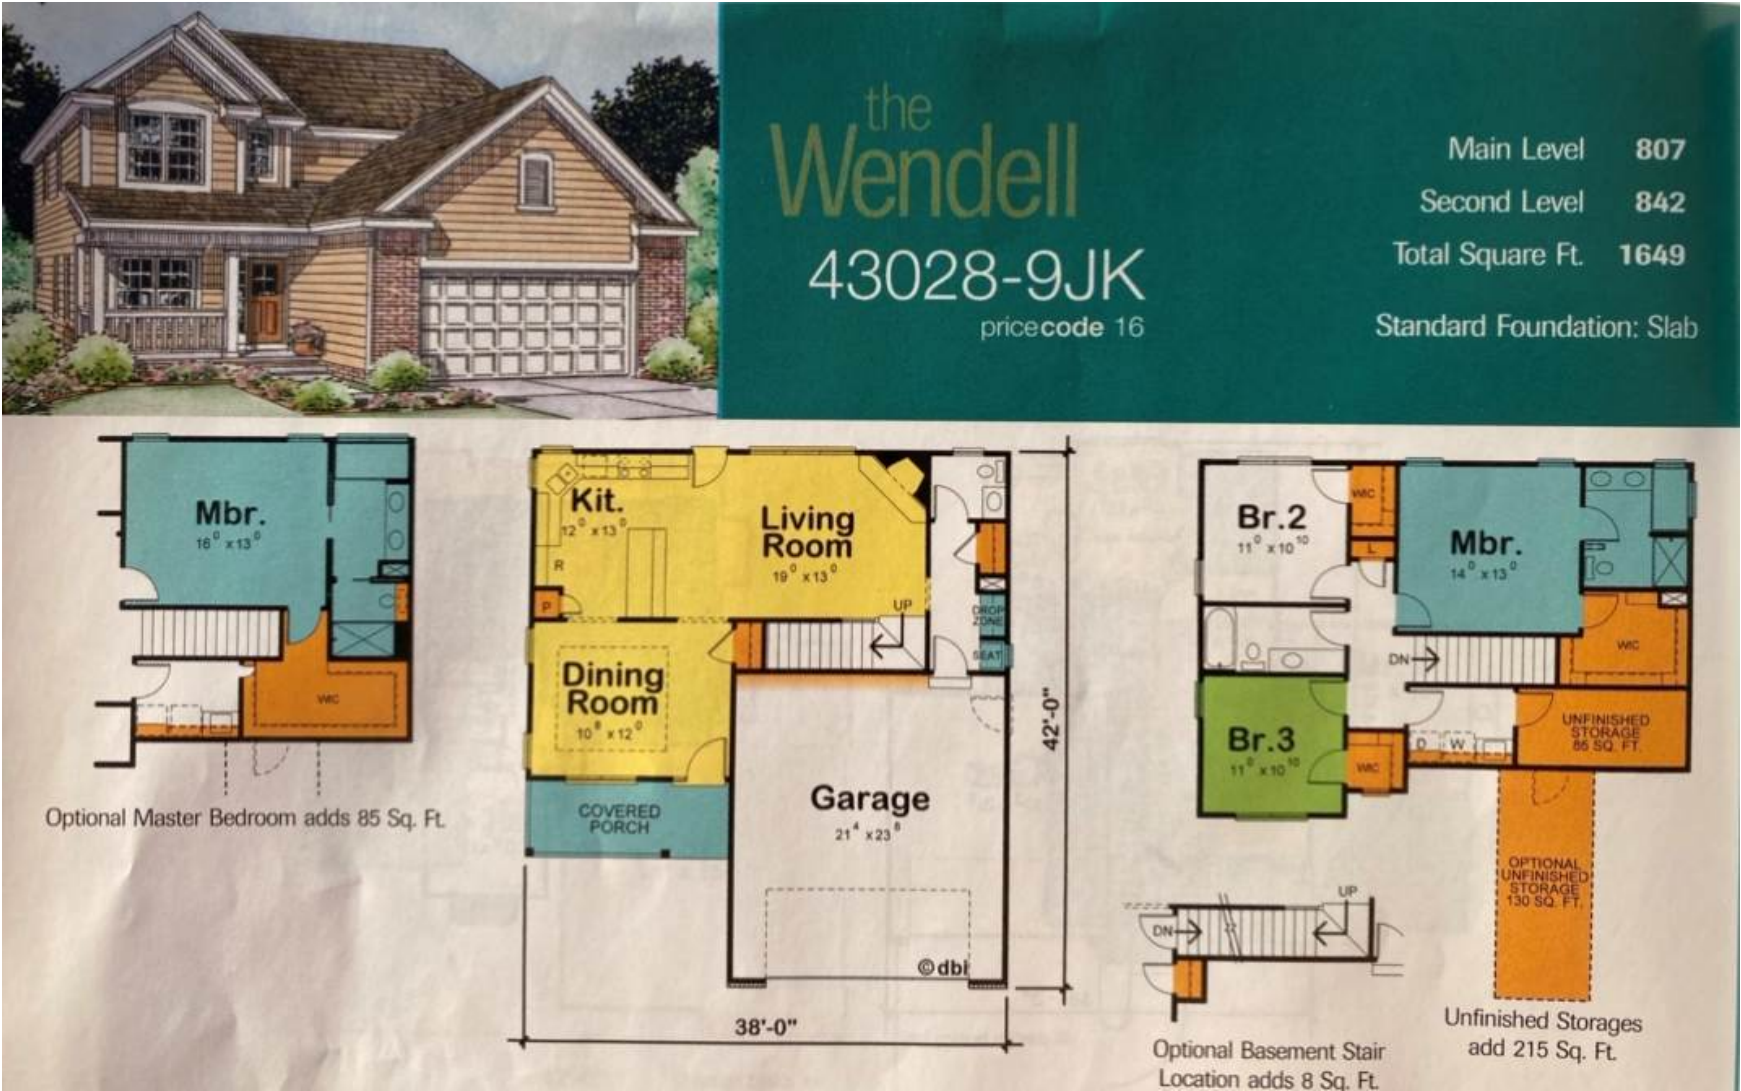 the
Wendell
43028-9JK
pricecode 16
Main Level 807
Second Level 842
Total Square Ft. 1649
Standard Foundation: Slab
Mbr.
16⁰ x 13⁰
WIC
Optional Master Bedroom adds 85 Sq. Ft.
Kit.
12⁰ x 13⁰
R
P
Living
Room
19⁰ x 13⁰
UP
DROP
ZONE
SEAT
Dining
Room
10⁸ x 12⁰
COVERED
PORCH
Garage
21⁴ x 23⁸
©dbi
42'-0"
38'-0"
Br.2
11⁰ x 10¹⁰
WIC
L
Mbr.
14⁰ x 13⁰
WIC
DN
Br.3
11⁰ x 10¹⁰
WIC
D W
UNFINISHED
STORAGE
85 SQ. FT.
OPTIONAL
UNFINISHED
STORAGE
130 SQ. FT.
UP
DN
Optional Basement Stair
Location adds 8 Sq. Ft.
Unfinished Storages
add 215 Sq. Ft.